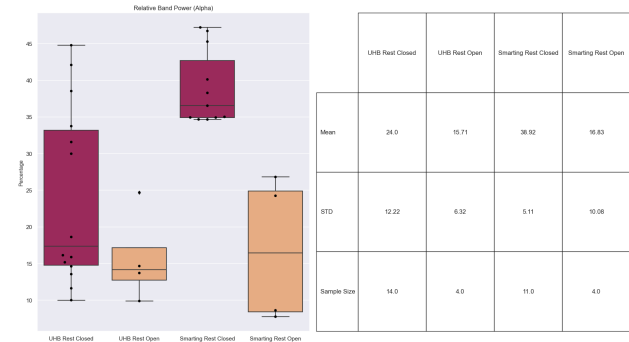 Relative Band Power (Alpha)
Percentage
45
40
35
30
25
20
15
10
UHB Rest Closed
UHB Rest Open
Smarting Rest Closed
Smarting Rest Open
UHB Rest Closed UHB Rest Open Smarting Rest Closed Smarting Rest Open
Mean 24.0 15.71 38.92 16.83
STD 12.22 6.32 5.11 10.08
Sample Size 14.0 4.0 11.0 4.0